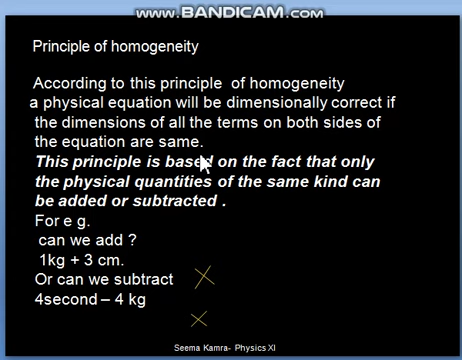 www.BANDICAM.com
Principle of homogeneity
According to this principle of homogeneity
a physical equation will be dimensionally correct if
the dimensions of all the terms on both sides of
the equation are same.
This principle is based on the fact that only
the physical quantities of the same kind can
be added or subtracted .
For e g.
can we add ?
1kg + 3 cm.
Or can we subtract
4second – 4 kg
Seema Kamra- Physics XI